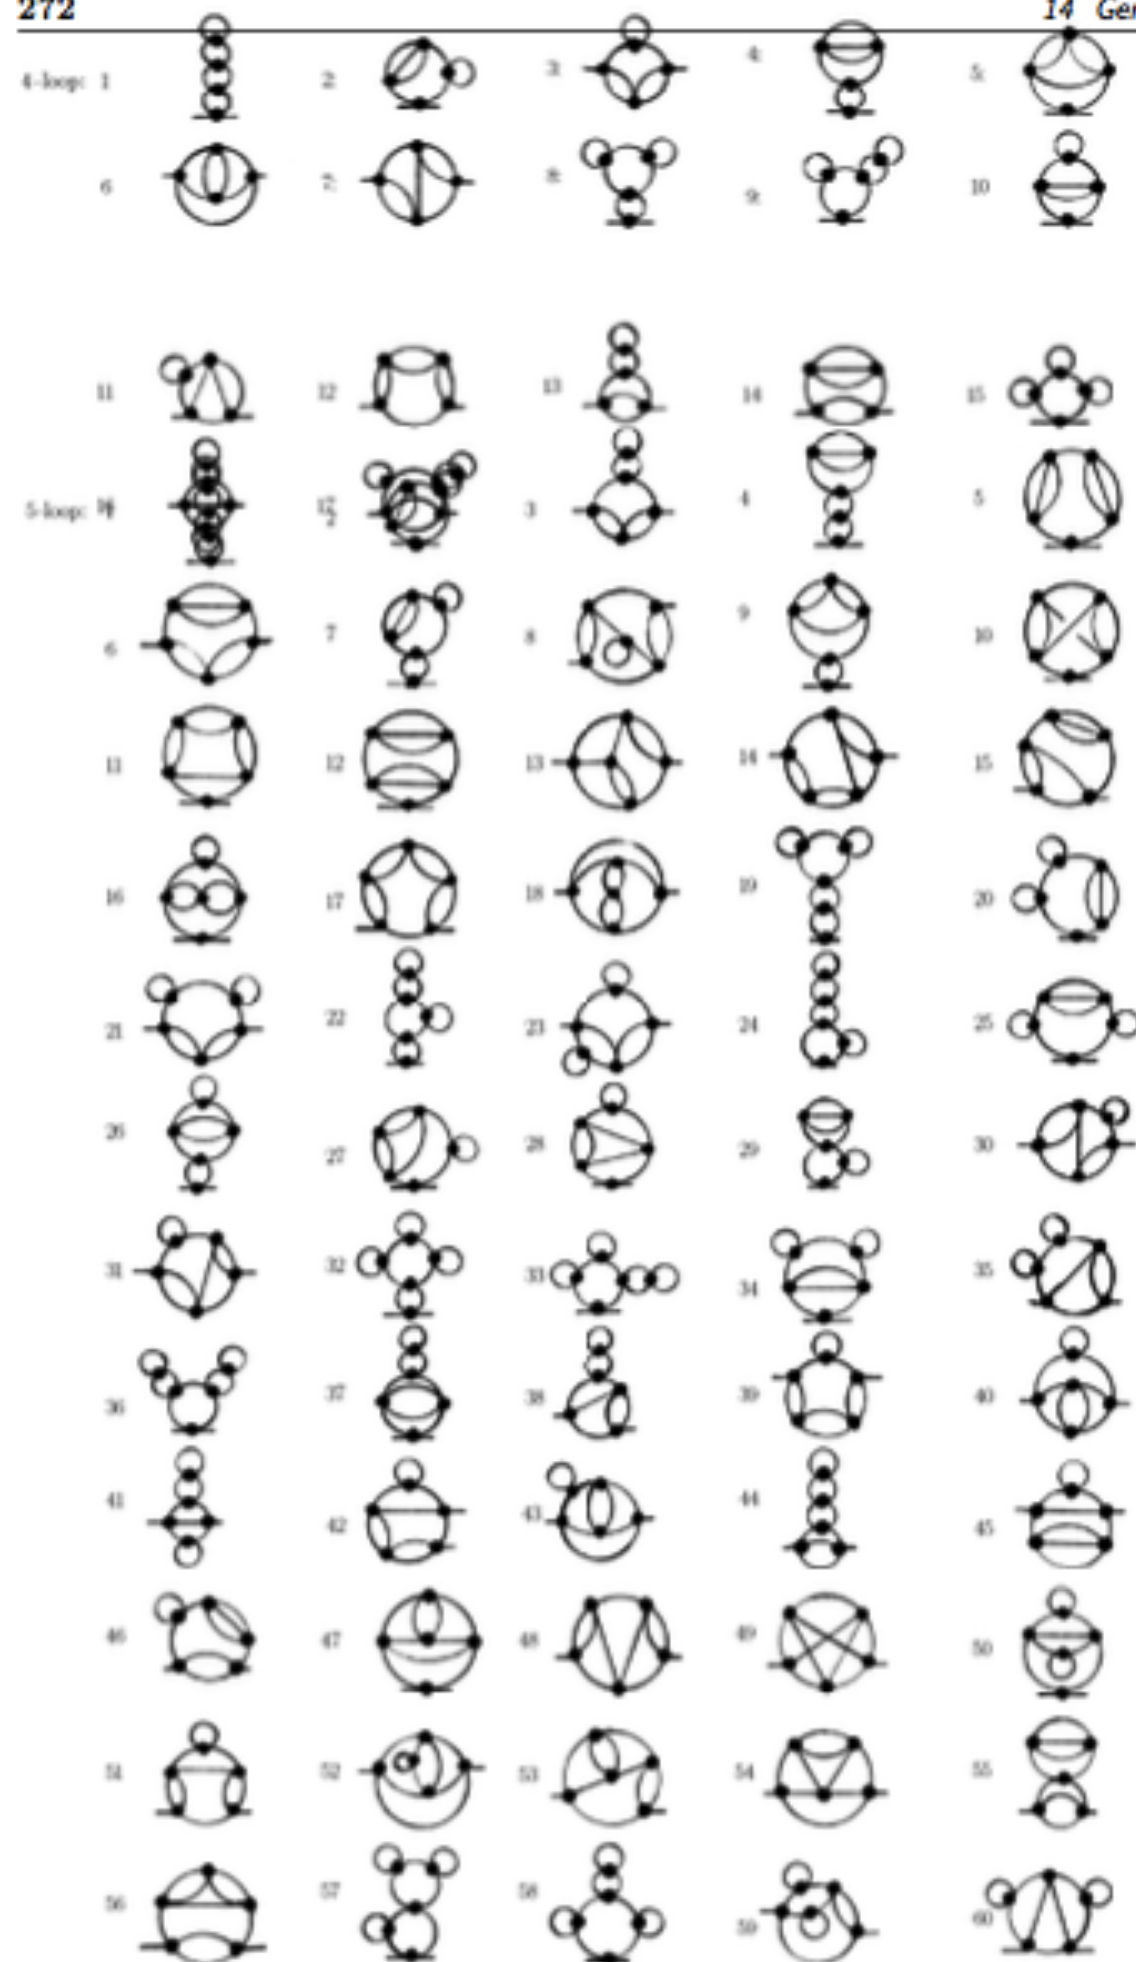 272 14 Gen
4-loop: 1 2: 3: 4: 5:
6 7: 8: 9: 10
11 12 13 14 15
5-loop: 3 4 5
6 7 8 9 10
11 12 13 14 15
16 17 18 19 20
21 22 23 24 25
26 27 28 29 30
31 32 33 34 35
36 37 38 39 40
41 42 43 44 45
46 47 48 49 50
51 52 53 54 55
56 57 58 59 60